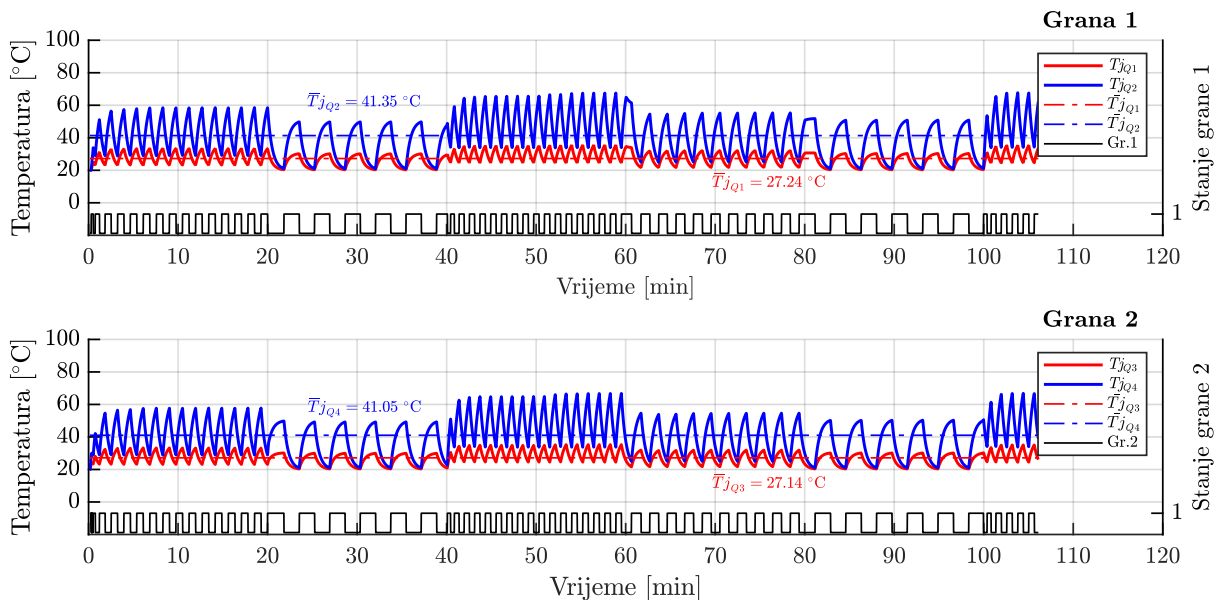 Grana 1
Temperatura [°C]
100
80
60
40
20
0
T̅j_Q2 = 41.35 °C
T̅j_Q1 = 27.24 °C
Tj_Q1
Tj_Q2
T̄j_Q1
T̄j_Q2
Gr.1
Stanje grane 1
1
0 10 20 30 40 50 60 70 80 90 100 110 120
Vrijeme [min]
Grana 2
Temperatura [°C]
100
80
60
40
20
0
T̅j_Q4 = 41.05 °C
T̅j_Q3 = 27.14 °C
Tj_Q3
Tj_Q4
T̄j_Q3
T̄j_Q4
Gr.2
Stanje grane 2
1
0 10 20 30 40 50 60 70 80 90 100 110 120
Vrijeme [min]